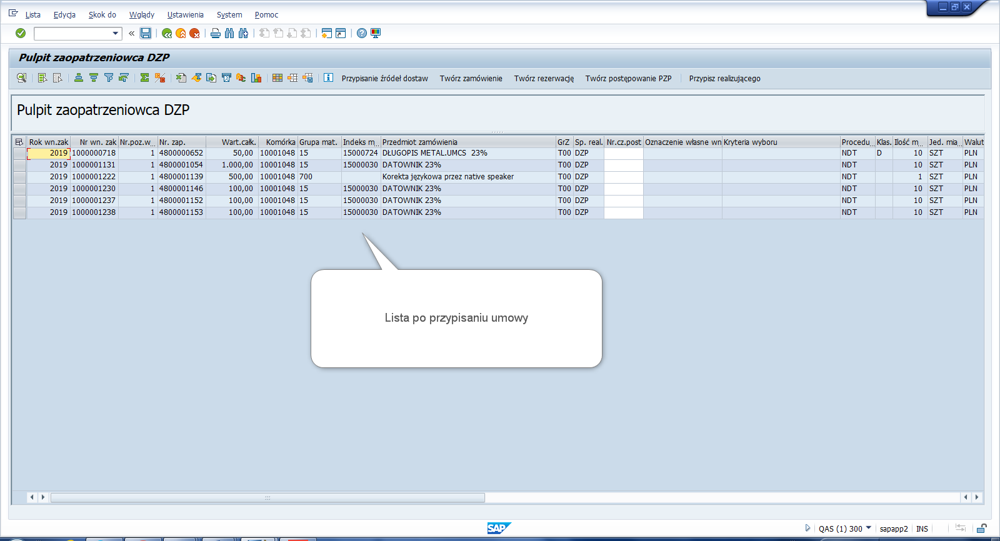 Lista Edycja Skok do Wglądy Ustawienia System Pomoc
Pulpit zaopatrzeniowca DZP
Przypisanie źródeł dostaw Twórz zamówienie Twórz rezerwację Twórz postępowanie PZP Przypisz realizującego
Pulpit zaopatrzeniowca DZP
Rok wn.zak Nr wn. zak Nr.poz.w... Nr. zap. Wart.całk. Komórka Grupa mat. Indeks m... Przedmiot zamówienia GrZ Sp. real. Nr.cz.post Oznaczenie własne wn Kryteria wyboru Procedu... Klas. Ilość m... Jed. mia... Walut
2019 1000000718 1 4800000652 50,00 10001048 15 15000724 DŁUGOPIS METAL.UMCS 23% T00 DZP NDT D 10 SZT PLN
2019 1000001131 1 4800001054 1.000,00 10001048 15 15000030 DATOWNIK 23% T00 DZP NDT 10 SZT PLN
2019 1000001222 1 4800001139 500,00 10001048 700 Korekta językowa przez native speaker T00 DZP NDT 1 SZT PLN
2019 1000001230 1 4800001146 100,00 10001048 15 15000030 DATOWNIK 23% T00 DZP NDT 10 SZT PLN
2019 1000001237 1 4800001152 100,00 10001048 15 15000030 DATOWNIK 23% T00 DZP NDT 10 SZT PLN
2019 1000001238 1 4800001153 100,00 10001048 15 15000030 DATOWNIK 23% T00 DZP NDT 10 SZT PLN
Lista po przypisaniu umowy
SAP QAS (1) 300 sapapp2 INS